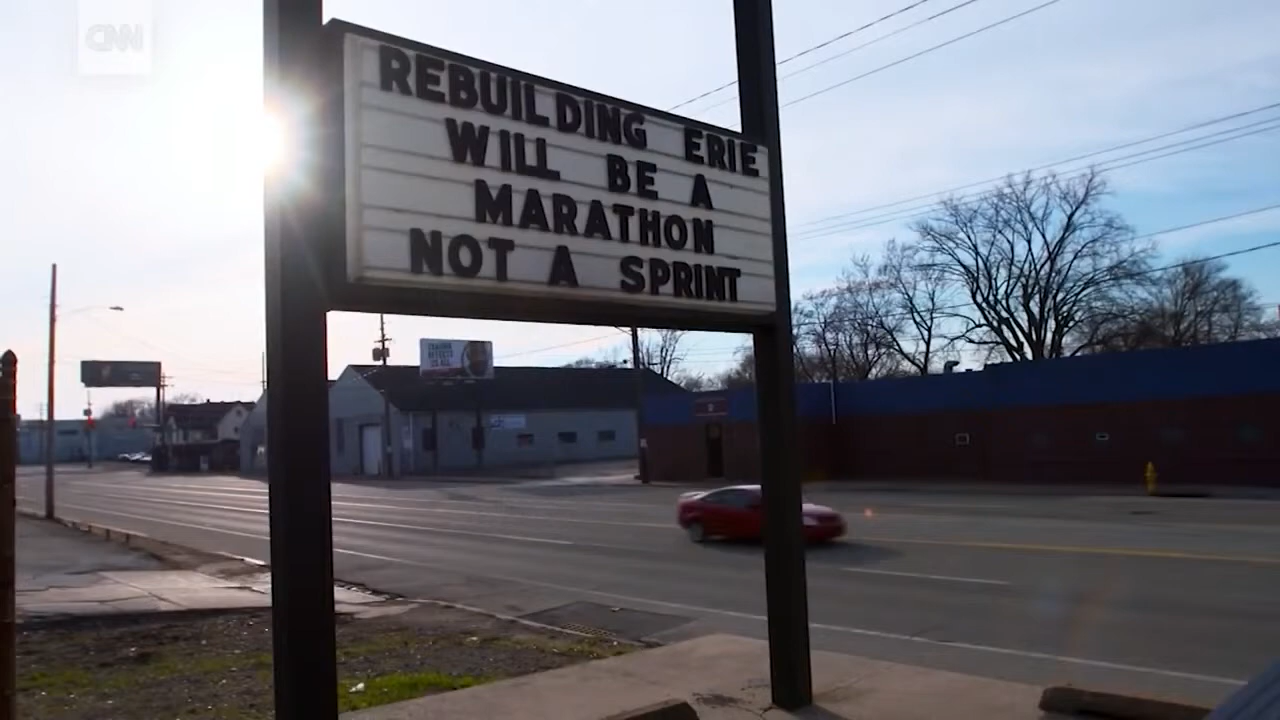 CNN
REBUILDING ERIE
WILL BE A
MARATHON
NOT A SPRINT